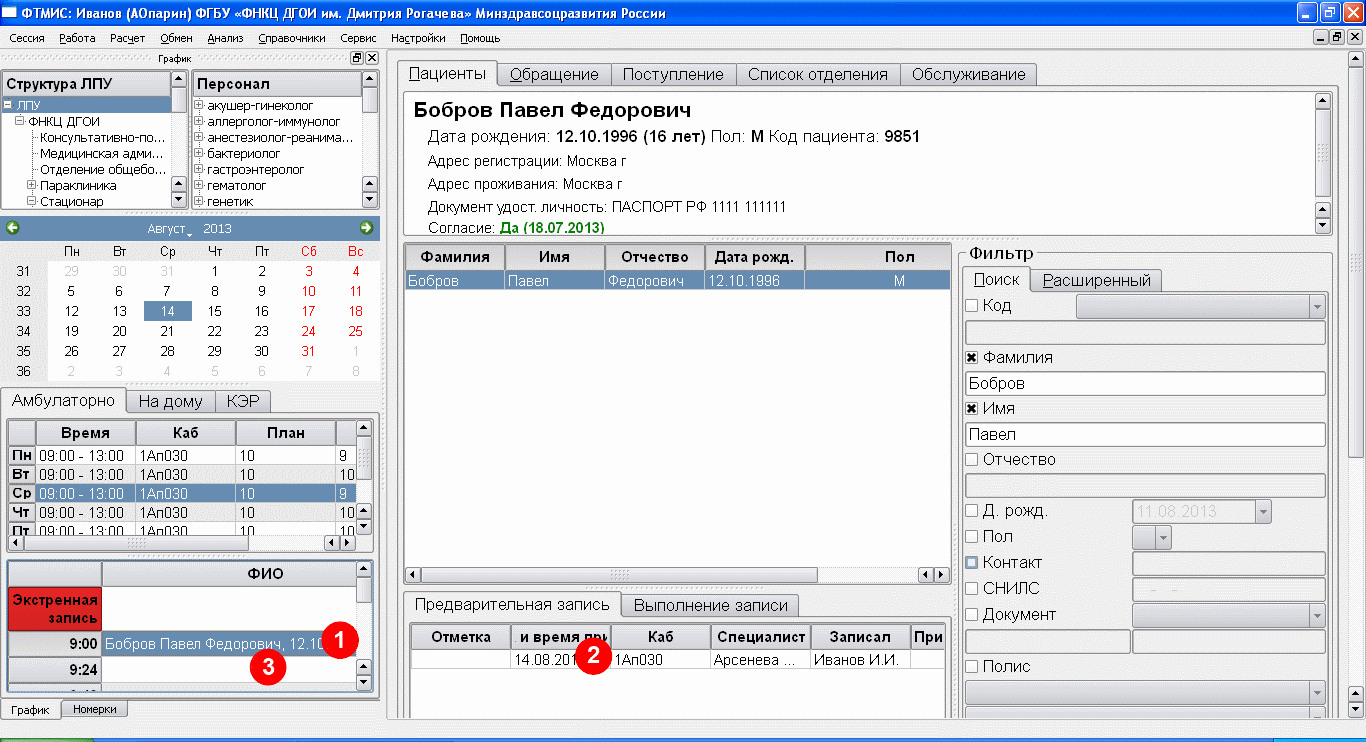 ФТМИС: Иванов (АОпарин) ФГБУ «ФНКЦ ДГОИ им. Дмитрия Рогачева» Минздравсоцразвития России
Сессия Работа Расчет Обмен Анализ Справочники Сервис Настройки Помощь
График
Структура ЛПУ
ЛПУ
ФНКЦ ДГОИ
Консультативно-по...
Медицинская адми...
Отделение общебо...
Параклиника
Стационар
Персонал
акушер-гинеколог
аллерголог-иммунолог
анестезиолог-реанима...
бактериолог
гастроэнтеролог
гематолог
генетик
Август 2013
Пн Вт Ср Чт Пт Сб Вс
31 29 30 31 1 2 3 4
32 5 6 7 8 9 10 11
33 12 13 14 15 16 17 18
34 19 20 21 22 23 24 25
35 26 27 28 29 30 31 1
36 2 3 4 5 6 7 8
Амбулаторно На дому КЭР
Время Каб План
Пн 09:00 - 13:00 1Ап030 10 9
Вт 09:00 - 13:00 1Ап030 10 10
Ср 09:00 - 13:00 1Ап030 10 9
Чт 09:00 - 13:00 1Ап030 10 10
Пт 09:00 - 13:00 1Ап030 10 10
ФИО
Экстренная
запись
9:00 Бобров Павел Федорович, 12.10 1
3
9:24
График Номерки
Пациенты Обращение Поступление Список отделения Обслуживание
Бобров Павел Федорович
Дата рождения: 12.10.1996 (16 лет) Пол: М Код пациента: 9851
Адрес регистрации: Москва г
Адрес проживания: Москва г
Документ удост. личность: ПАСПОРТ РФ 1111 111111
Согласие: Да (18.07.2013)
Фамилия Имя Отчество Дата рожд. Пол
Бобров Павел Федорович 12.10.1996 М
Предварительная запись Выполнение записи
Отметка и время при Каб Специалист Записал При
14.08.201 2 1Ап030 Арсенева ... Иванов И.И.
Фильтр
Поиск Расширенный
Код
Фамилия
Бобров
Имя
Павел
Отчество
Д. рожд. 11.08.2013
Пол
Контакт
СНИЛС - -
Документ
Полис